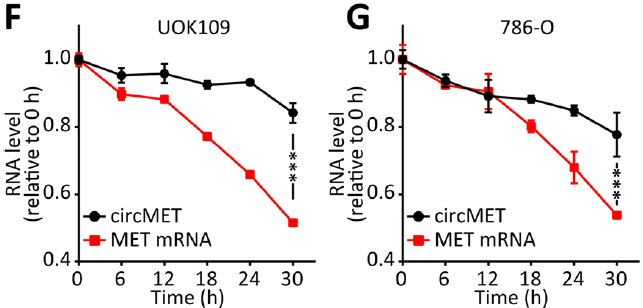 F
UOK109
RNA level
(relative to 0 h)
1.0
0.8
0.6
0.4
***
circMET
MET mRNA
0 6 12 18 24 30
Time (h)
G
786-O
RNA level
(relative to 0 h)
1.0
0.8
0.6
0.4
***
circMET
MET mRNA
0 6 12 18 24 30
Time (h)